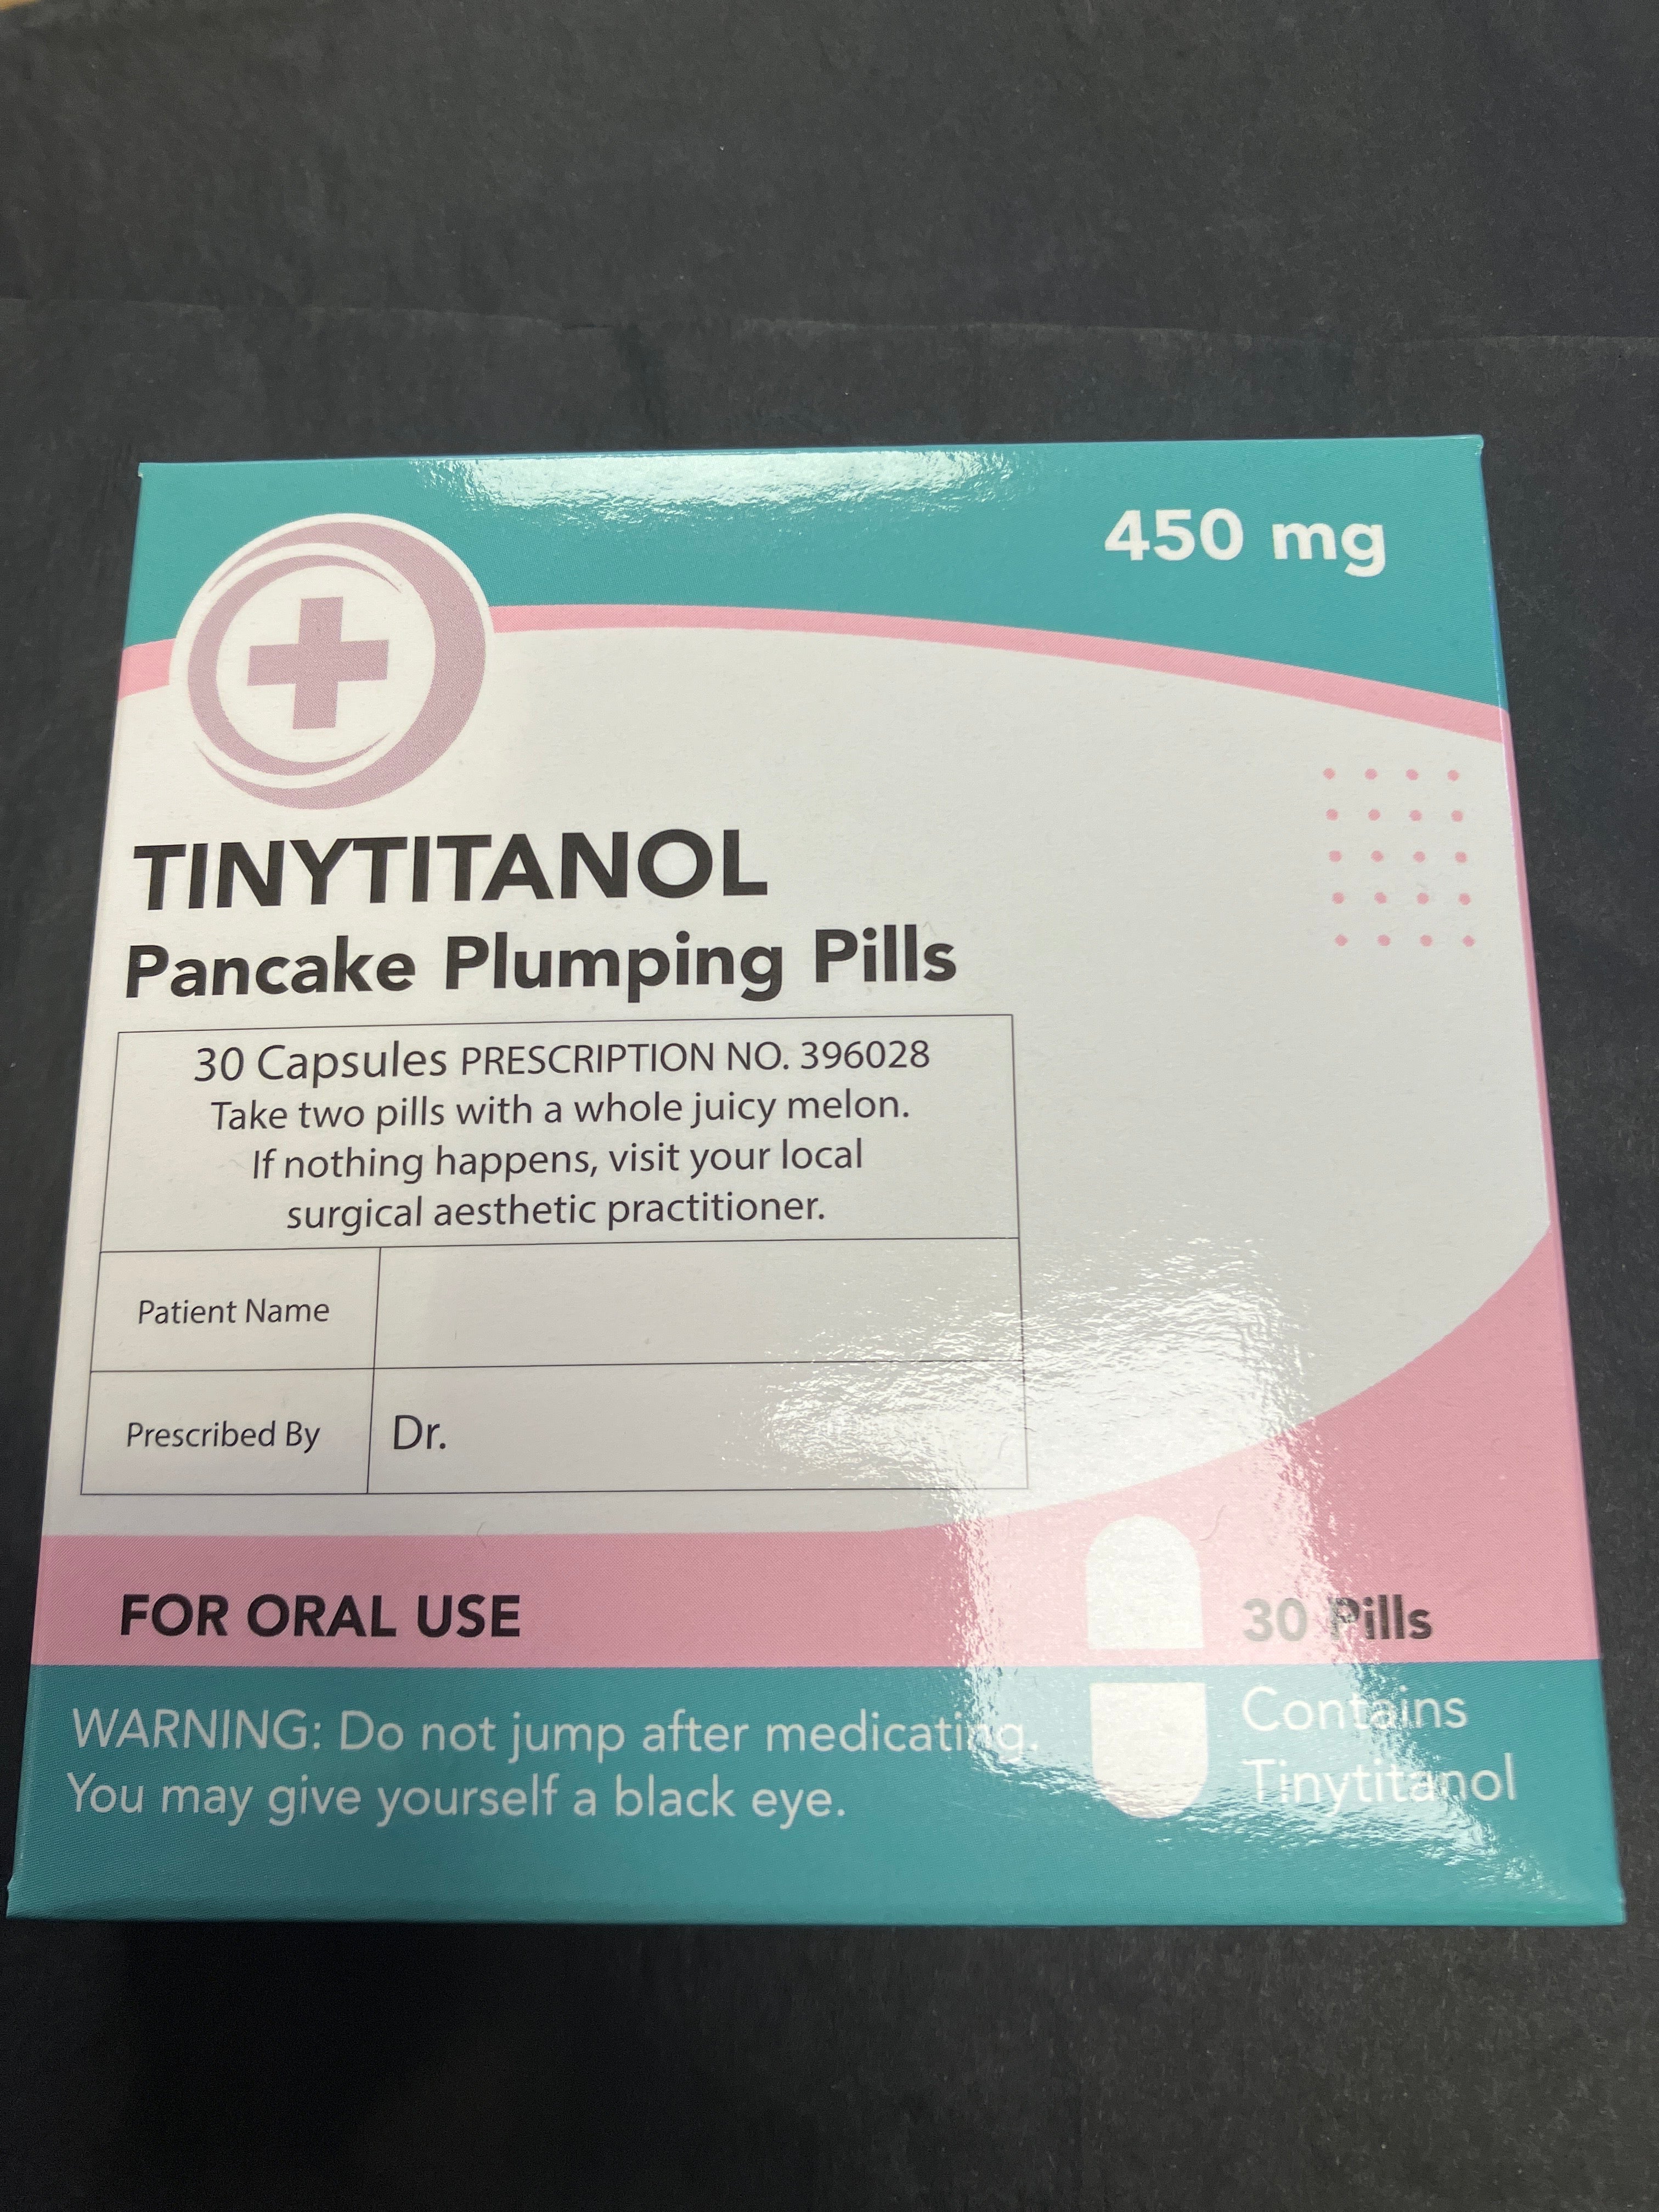 450 mg
TINYTITANOL
Pancake Plumping Pills
30 Capsules PRESCRIPTION NO. 396028
Take two pills with a whole juicy melon.
If nothing happens, visit your local
surgical aesthetic practitioner.
Patient Name
Prescribed By
Dr.
FOR ORAL USE
30 Pills
WARNING: Do not jump after medicating.
You may give yourself a black eye.
Contains
Tinytitanol